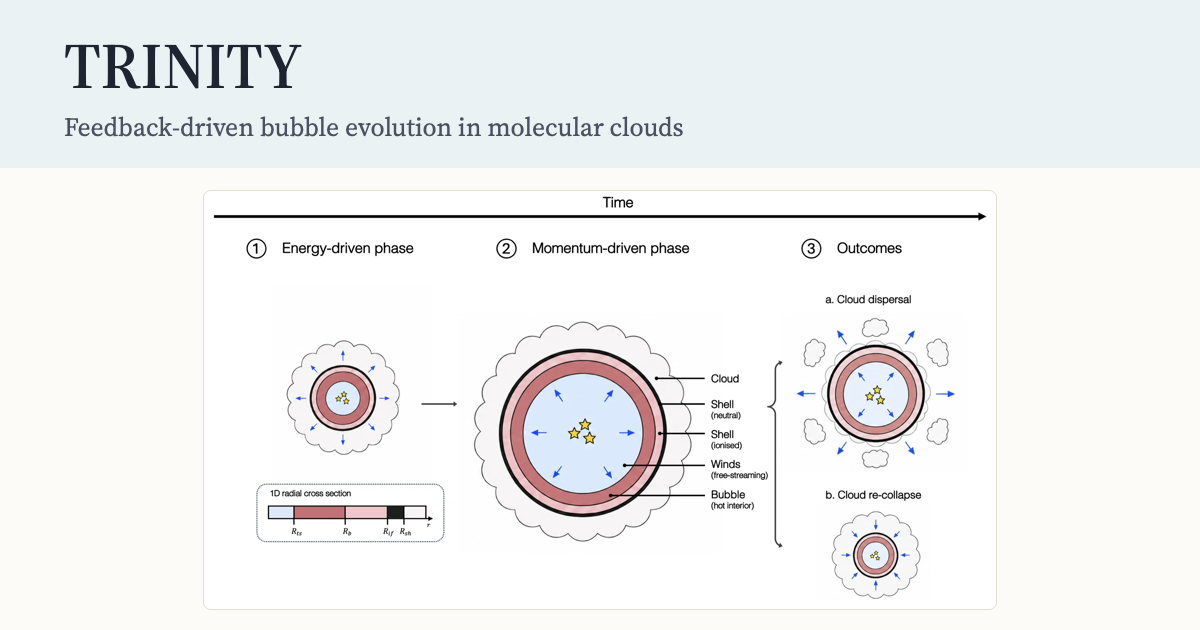 TRINITY
Feedback-driven bubble evolution in molecular clouds
Time
1 Energy-driven phase
2 Momentum-driven phase
3 Outcomes
a. Cloud dispersal
Cloud
Shell
(neutral)
Shell
(ionised)
Winds
(free-streaming)
Bubble
(hot interior)
1D radial cross section
r
R_ts R_b R_if R_sh
b. Cloud re-collapse